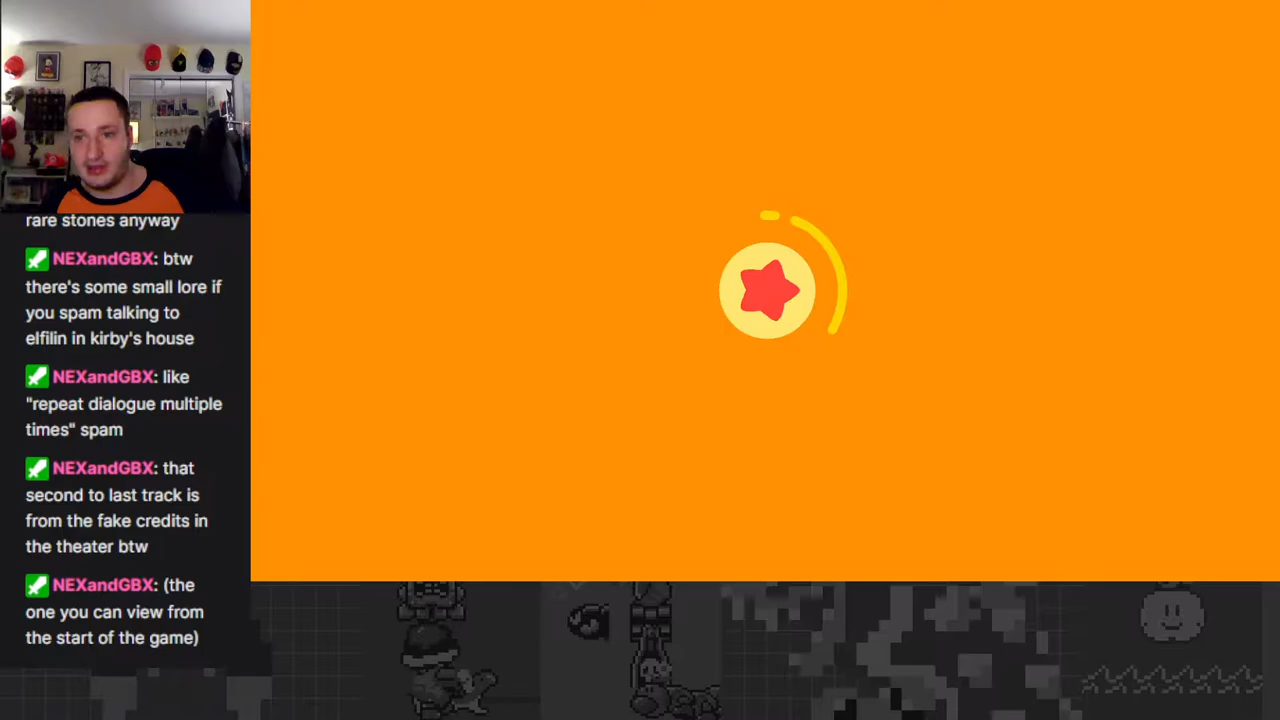 rare stones anyway
NEXandGBX: btw
there's some small lore if
you spam talking to
elfilin in kirby's house
NEXandGBX: like
"repeat dialogue multiple
times" spam
NEXandGBX: that
second to last track is
from the fake credits in
the theater btw
NEXandGBX: (the
one you can view from
the start of the game)